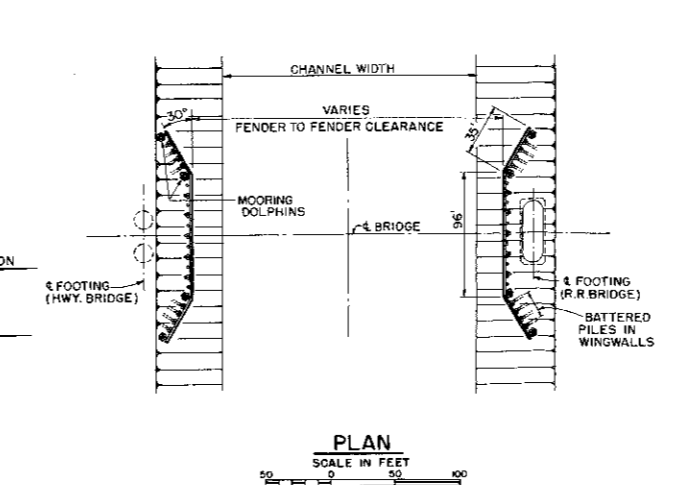 CHANNEL WIDTH
30°
VARIES
FENDER TO FENDER CLEARANCE
35'
MOORING
DOLPHINS
96'
℄ BRIDGE
ON
℄ FOOTING
(HWY. BRIDGE)
℄ FOOTING
(R.R.BRIDGE)
BATTERED
PILES IN
WINGWALLS
PLAN
SCALE IN FEET
50 0 50 100